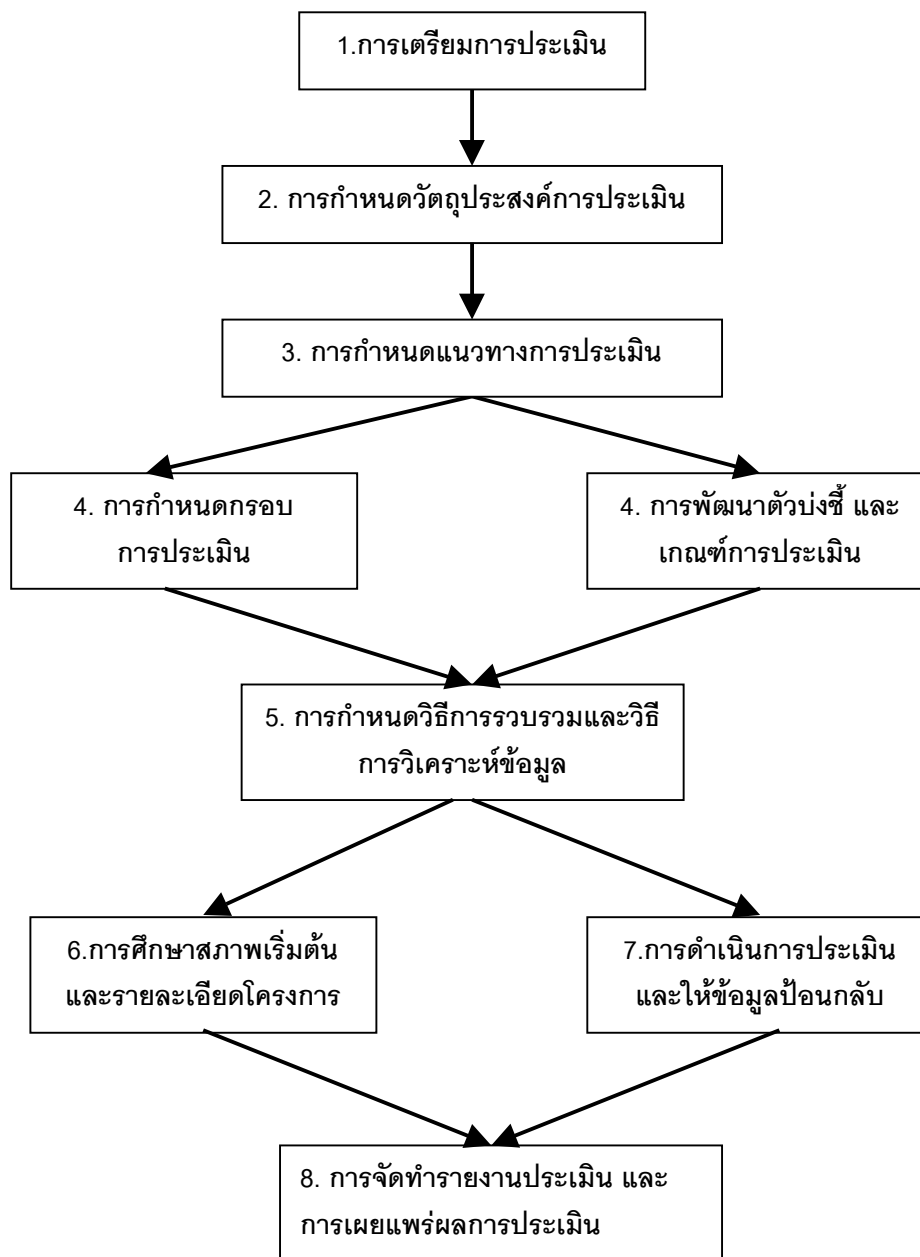 1.การเตรียมการประเมิน
2. การกำหนดวัตถุประสงค์การประเมิน
3. การกำหนดแนวทางการประเมิน
4. การกำหนดกรอบ
การประเมิน
4. การพัฒนาตัวบ่งชี้ และ
เกณฑ์การประเมิน
5. การกำหนดวิธีการรวบรวมและวิธี
การวิเคราะห์ข้อมูล
6.การศึกษาสภาพเริ่มต้น
และรายละเอียดโครงการ
7.การดำเนินการประเมิน
และให้ข้อมูลป้อนกลับ
8. การจัดทำรายงานประเมิน และ
การเผยแพร่ผลการประเมิน